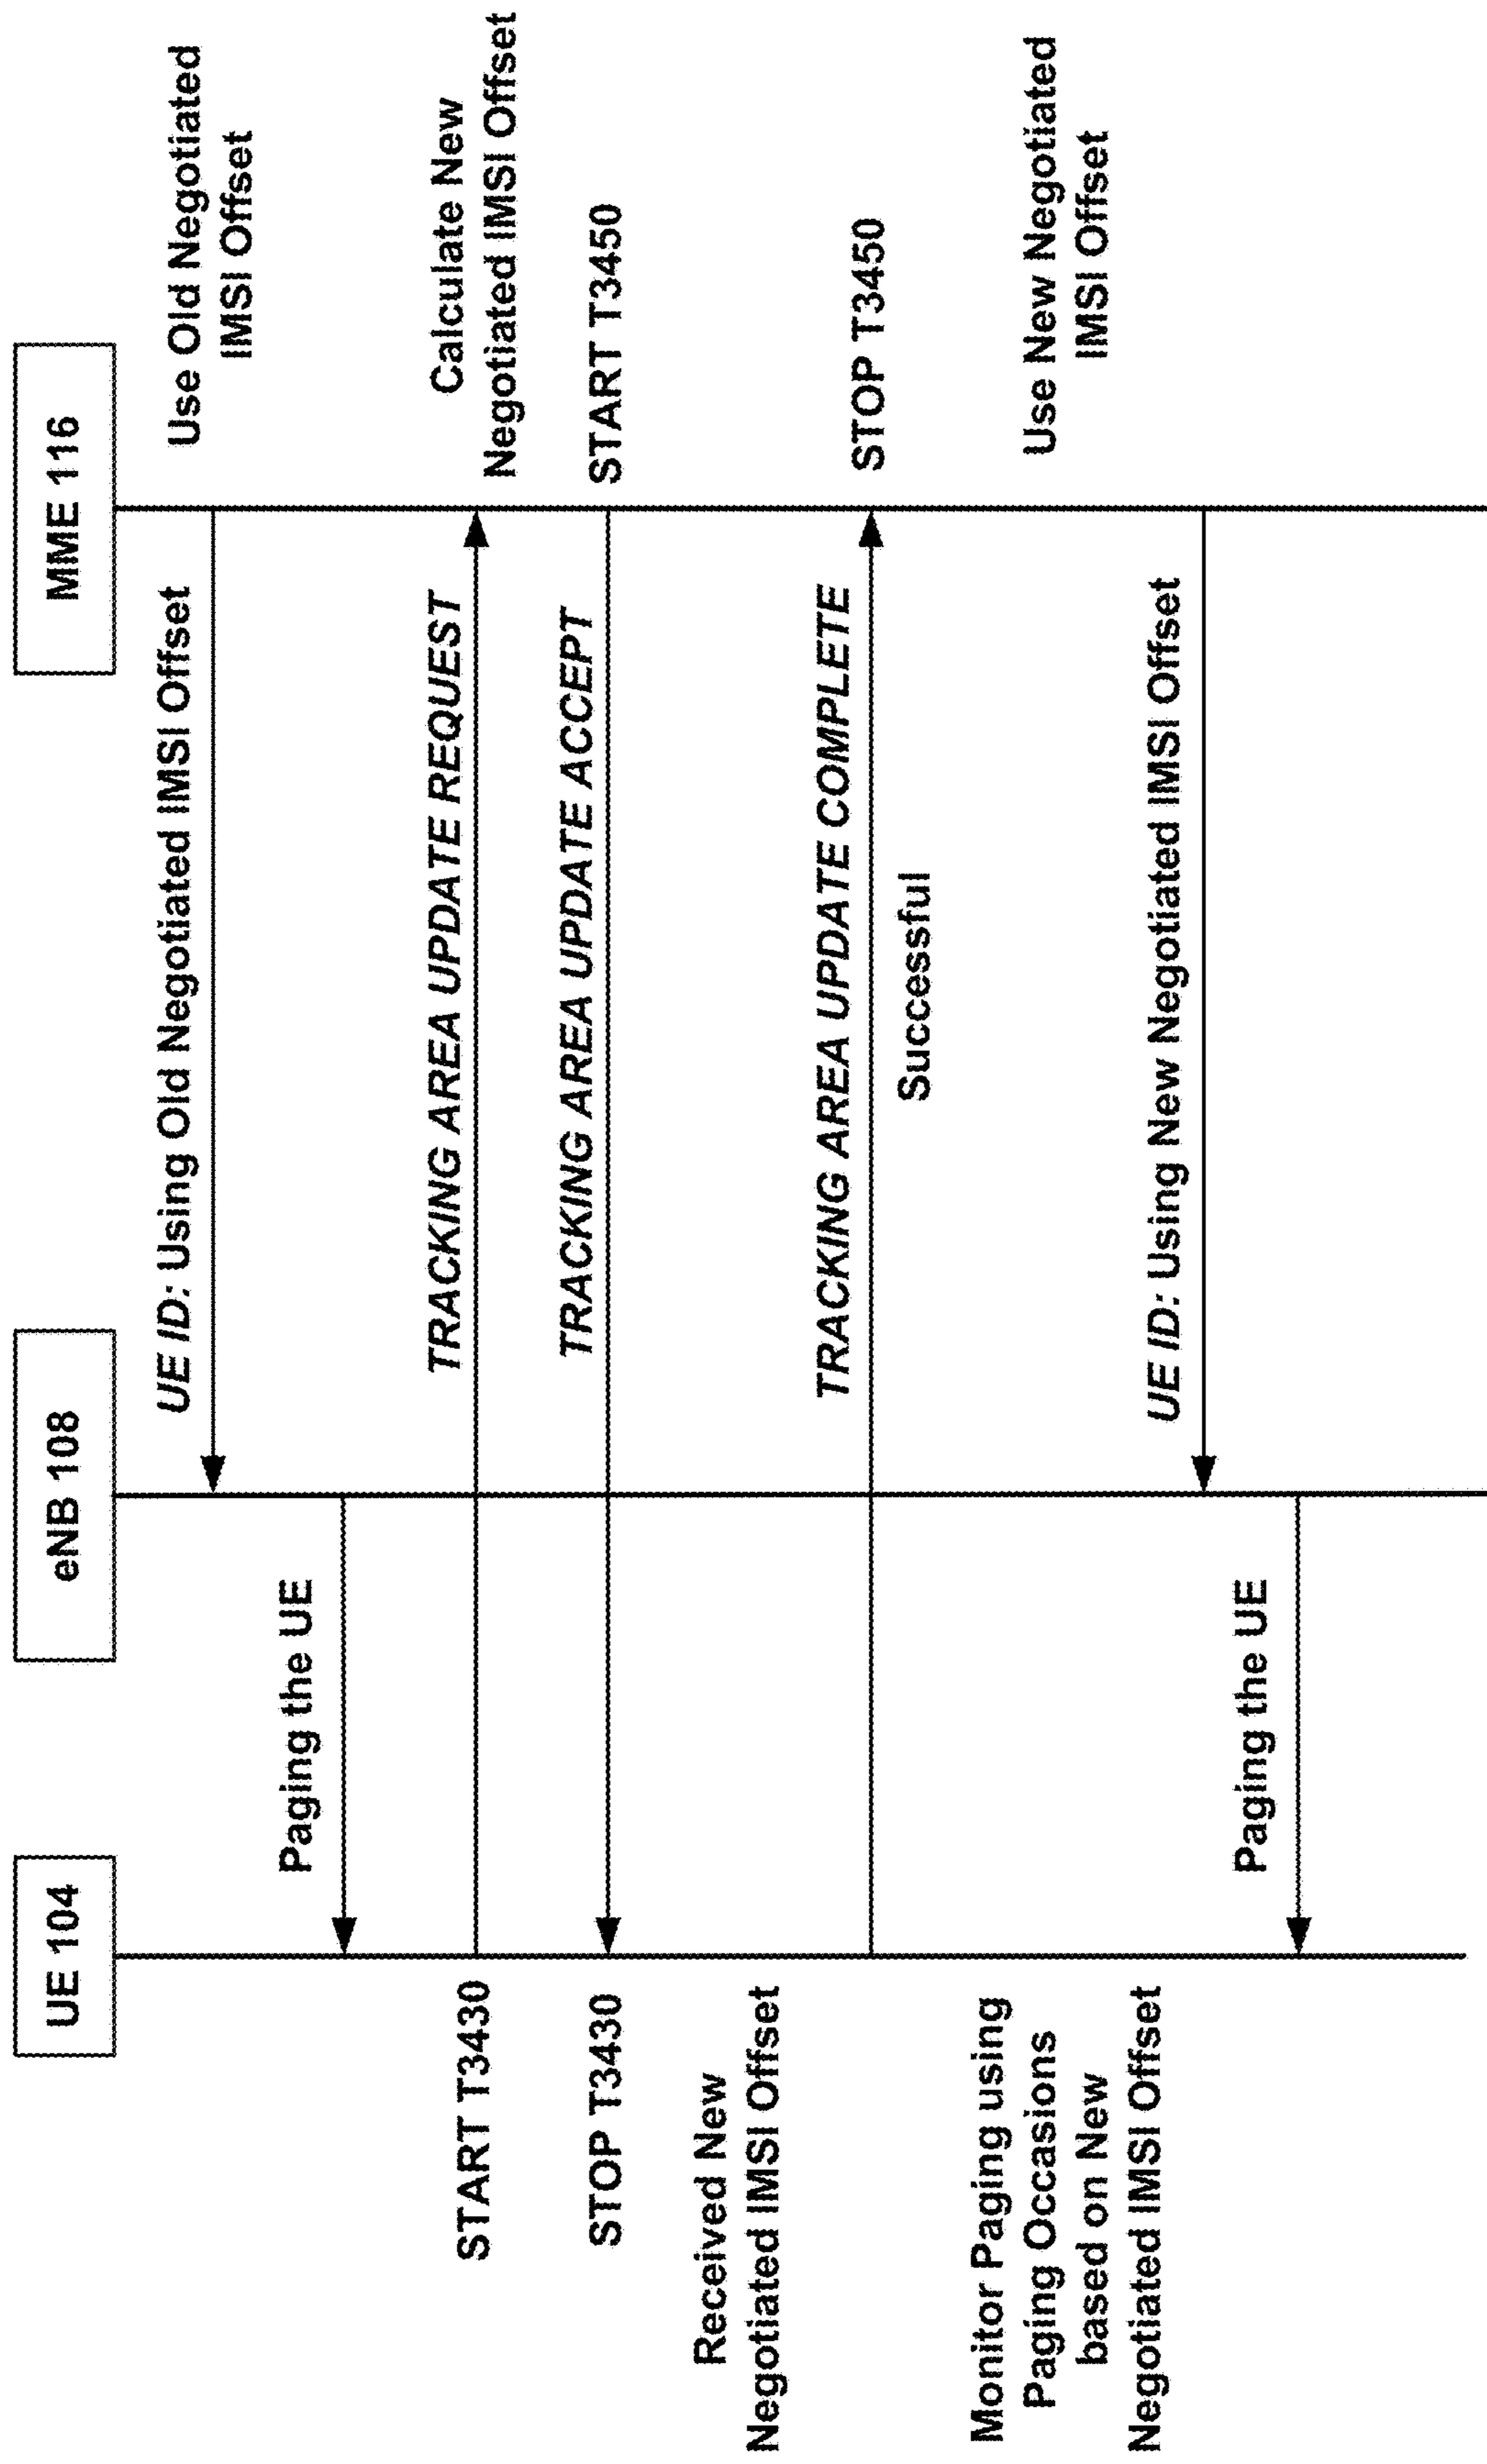 UE 104
eNB 108
MME 116
UE ID: Using Old Negotiated IMSI Offset
Use Old Negotiated
IMSI Offset
Paging the UE
START T3430
TRACKING AREA UPDATE REQUEST
Calculate New
Negotiated IMSI Offset
STOP T3430
TRACKING AREA UPDATE ACCEPT
START T3450
Received New
Negotiated IMSI Offset
TRACKING AREA UPDATE COMPLETE
STOP T3450
Successful
Monitor Paging using
Paging Occasions
based on New
Negotiated IMSI Offset
Use New Negotiated
IMSI Offset
UE ID: Using New Negotiated IMSI Offset
Paging the UE